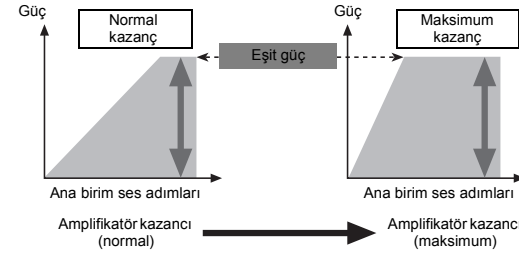 Güç
Normal
kazanç
Eşit güç
Güç
Maksimum
kazanç
Ana birim ses adımları
Ana birim ses adımları
Amplifikatör kazancı
(normal)
Amplifikatör kazancı
(maksimum)